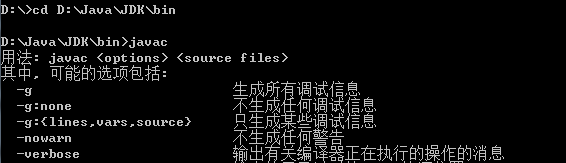 D:\>cd D:\Java\JDK\bin
D:\Java\JDK\bin>javac
用法: javac <options> <source files>
其中, 可能的选项包括:
-g 生成所有调试信息
-g:none 不生成任何调试信息
-g:{lines,vars,source} 只生成某些调试信息
-nowarn 不生成任何警告
-verbose 输出有关编译器正在执行的操作的消息